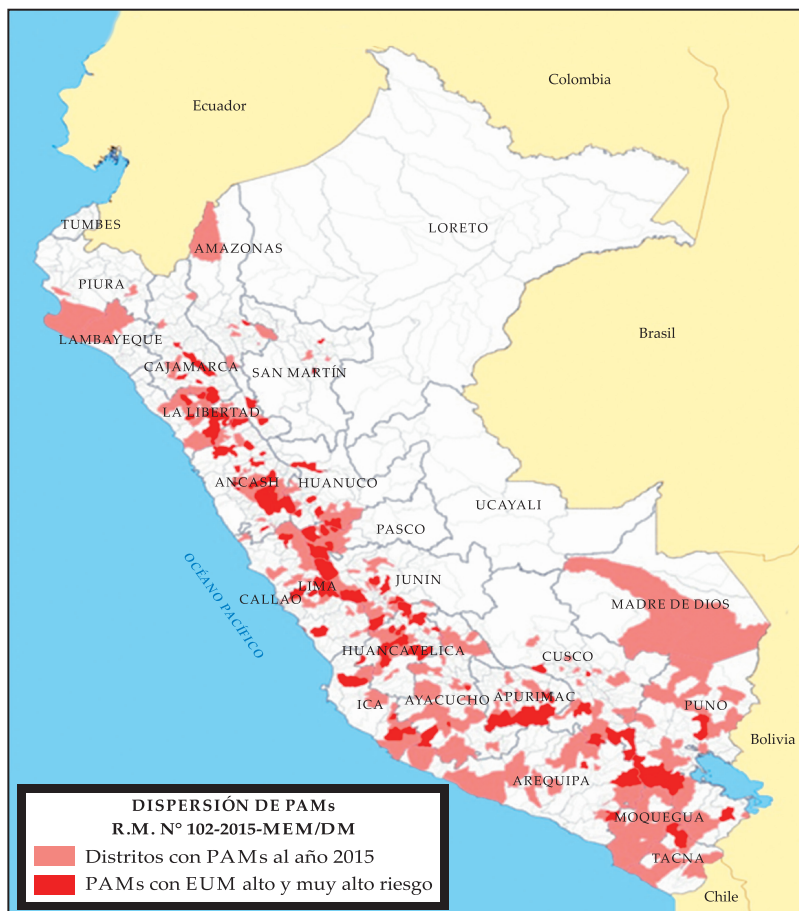 Colombia
Ecuador
TUMBES
LORETO
AMAZONAS
PIURA
Brasil
LAMBAYEQUE
CAJAMARCA
SAN MARTÍN
LA LIBERTAD
ANCASH
HUANUCO
UCAYALI
PASCO
OCÉANO PACÍFICO
LIMA
JUNIN
CALLAO
MADRE DE DIOS
HUANCAVELICA
CUSCO
ICA
AYACUCHO
APURIMAC
PUNO
Bolivia
AREQUIPA
MOQUEGUA
TACNA
Chile
DISPERSIÓN DE PAMs
R.M. N° 102-2015-MEM/DM
Distritos con PAMs al año 2015
PAMs con EUM alto y muy alto riesgo